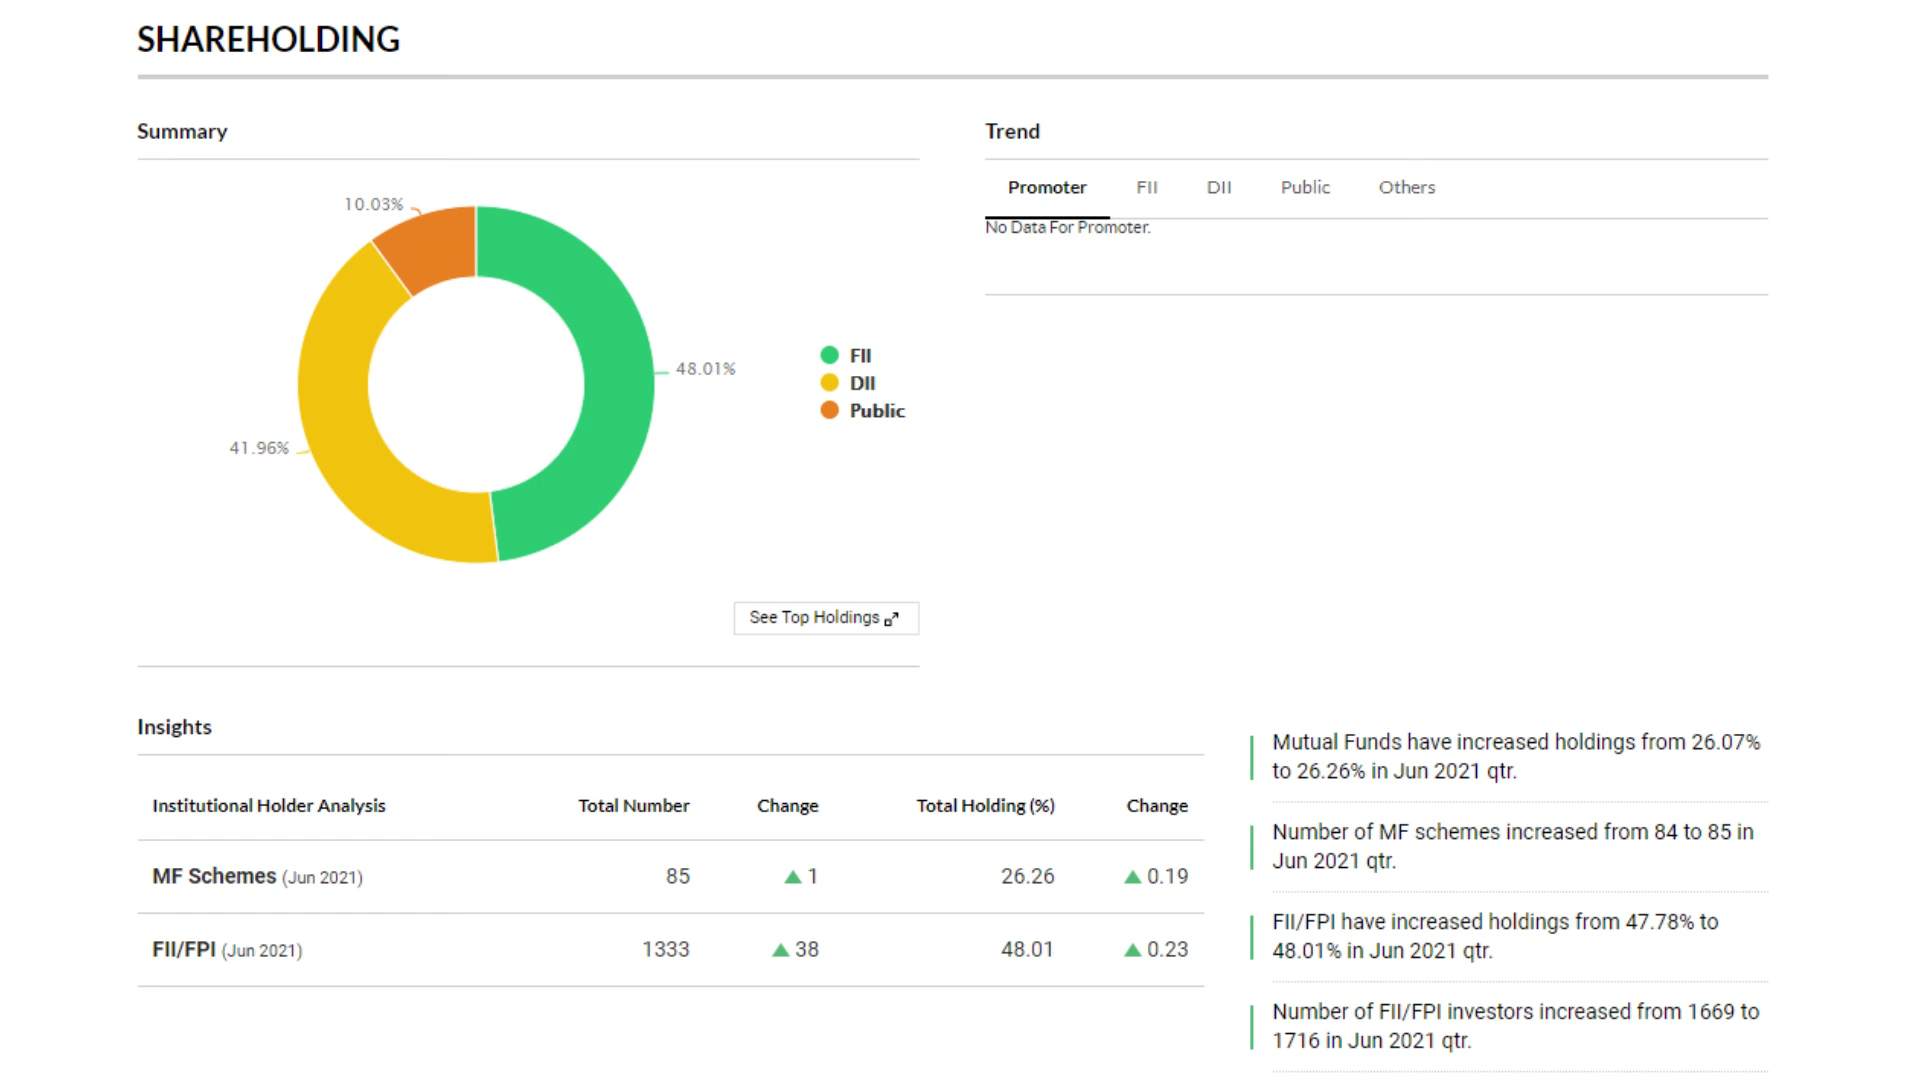 SHAREHOLDING
Summary
10.03%
48.01%
41.96%
FII
DII
Public
See Top Holdings
Trend
Promoter FII DII Public Others
No Data For Promoter.
Insights
Institutional Holder Analysis Total Number Change Total Holding (%) Change
MF Schemes (Jun 2021) 85 ▲ 1 26.26 ▲ 0.19
FII/FPI (Jun 2021) 1333 ▲ 38 48.01 ▲ 0.23
Mutual Funds have increased holdings from 26.07%
to 26.26% in Jun 2021 qtr.
Number of MF schemes increased from 84 to 85 in
Jun 2021 qtr.
FII/FPI have increased holdings from 47.78% to
48.01% in Jun 2021 qtr.
Number of FII/FPI investors increased from 1669 to
1716 in Jun 2021 qtr.